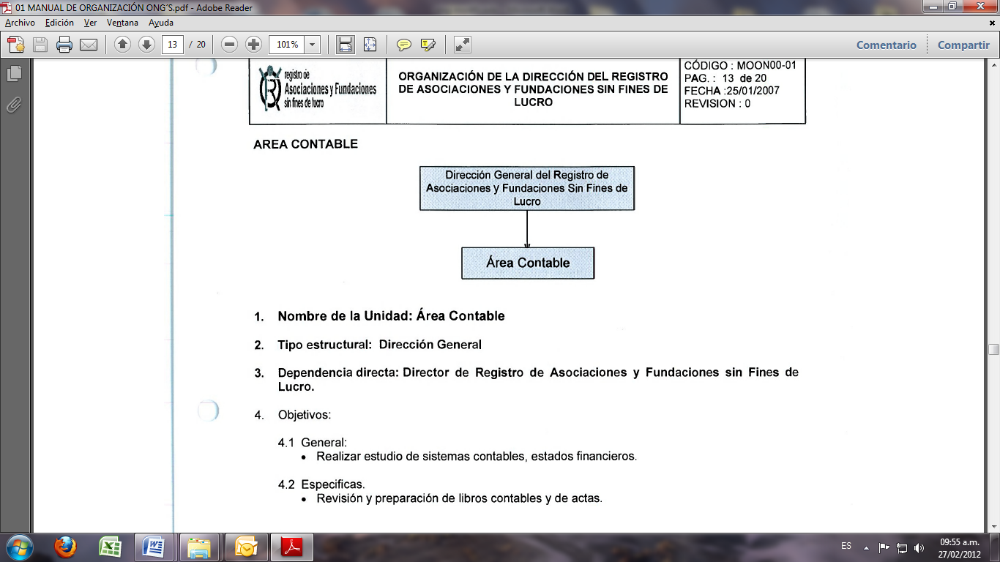 01 MANUAL DE ORGANIZACIÓN ONG´S.pdf - Adobe Reader
Archivo Edición Ver Ventana Ayuda
13 / 20 101% Comentario Compartir
registro de
Asociaciones y Fundaciones
sin fines de lucro
ORGANIZACIÓN DE LA DIRECCIÓN DEL REGISTRO
DE ASOCIACIONES Y FUNDACIONES SIN FINES DE
LUCRO
CÓDIGO : MOON00-01
PAG. : 13 de 20
FECHA :25/01/2007
REVISION : 0
AREA CONTABLE
Dirección General del Registro de
Asociaciones y Fundaciones Sin Fines de
Lucro
Área Contable
1. Nombre de la Unidad: Área Contable
2. Tipo estructural: Dirección General
3. Dependencia directa: Director de Registro de Asociaciones y Fundaciones sin Fines de
Lucro.
4. Objetivos:
4.1 General:
• Realizar estudio de sistemas contables, estados financieros.
4.2 Especificas.
• Revisión y preparación de libros contables y de actas.
ES
09:55 a.m.
27/02/2012